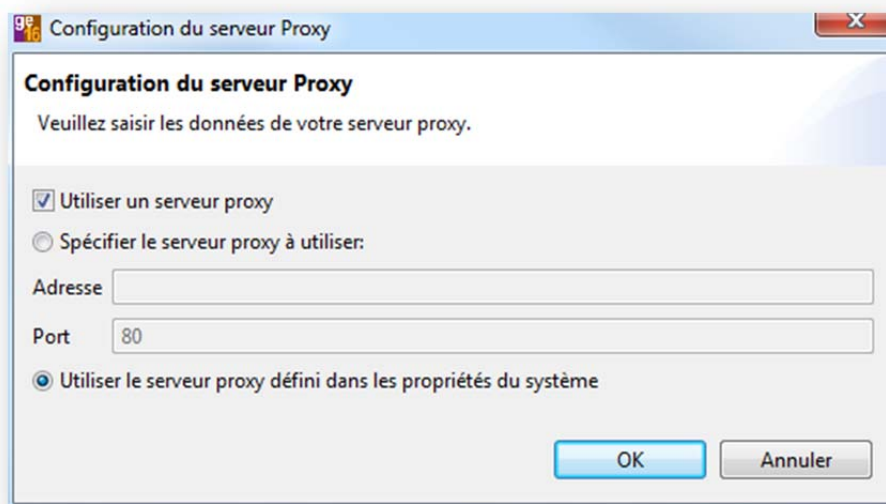 ge
16
Configuration du serveur Proxy
Configuration du serveur Proxy
Veuillez saisir les données de votre serveur proxy.
Utiliser un serveur proxy
Spécifier le serveur proxy à utiliser:
Adresse
Port 80
Utiliser le serveur proxy défini dans les propriétés du système
OK Annuler